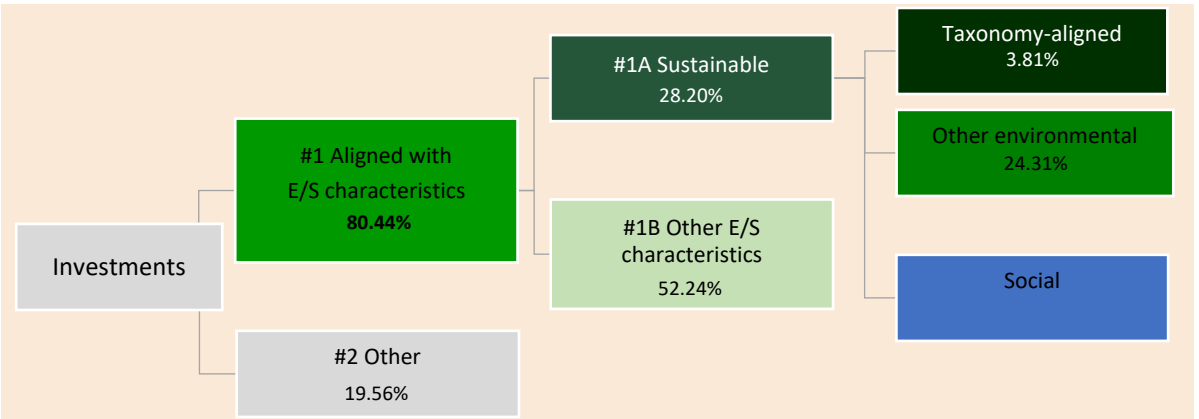 Investments
#1 Aligned with
E/S characteristics
80.44%
#2 Other
19.56%
#1A Sustainable
28.20%
#1B Other E/S
characteristics
52.24%
Taxonomy-aligned
3.81%
Other environmental
24.31%
Social